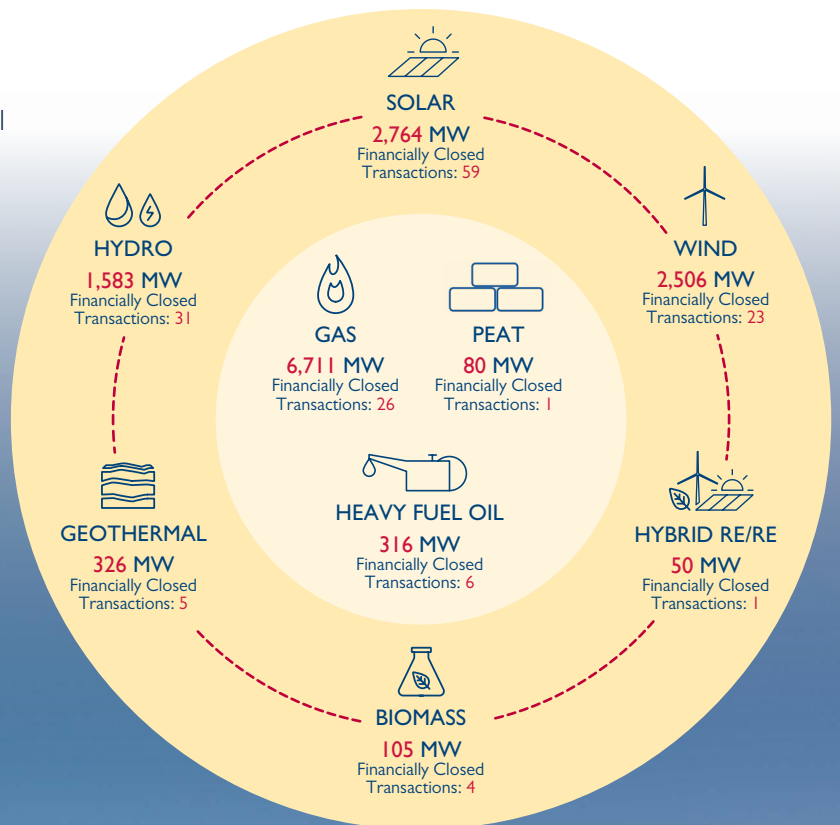 SOLAR
2,764 MW
Financially Closed
Transactions: 59
HYDRO
1,583 MW
Financially Closed
Transactions: 31
WIND
2,506 MW
Financially Closed
Transactions: 23
GAS
6,711 MW
Financially Closed
Transactions: 26
PEAT
80 MW
Financially Closed
Transactions: 1
HEAVY FUEL OIL
316 MW
Financially Closed
Transactions: 6
GEOTHERMAL
326 MW
Financially Closed
Transactions: 5
HYBRID RE/RE
50 MW
Financially Closed
Transactions: 1
BIOMASS
105 MW
Financially Closed
Transactions: 4